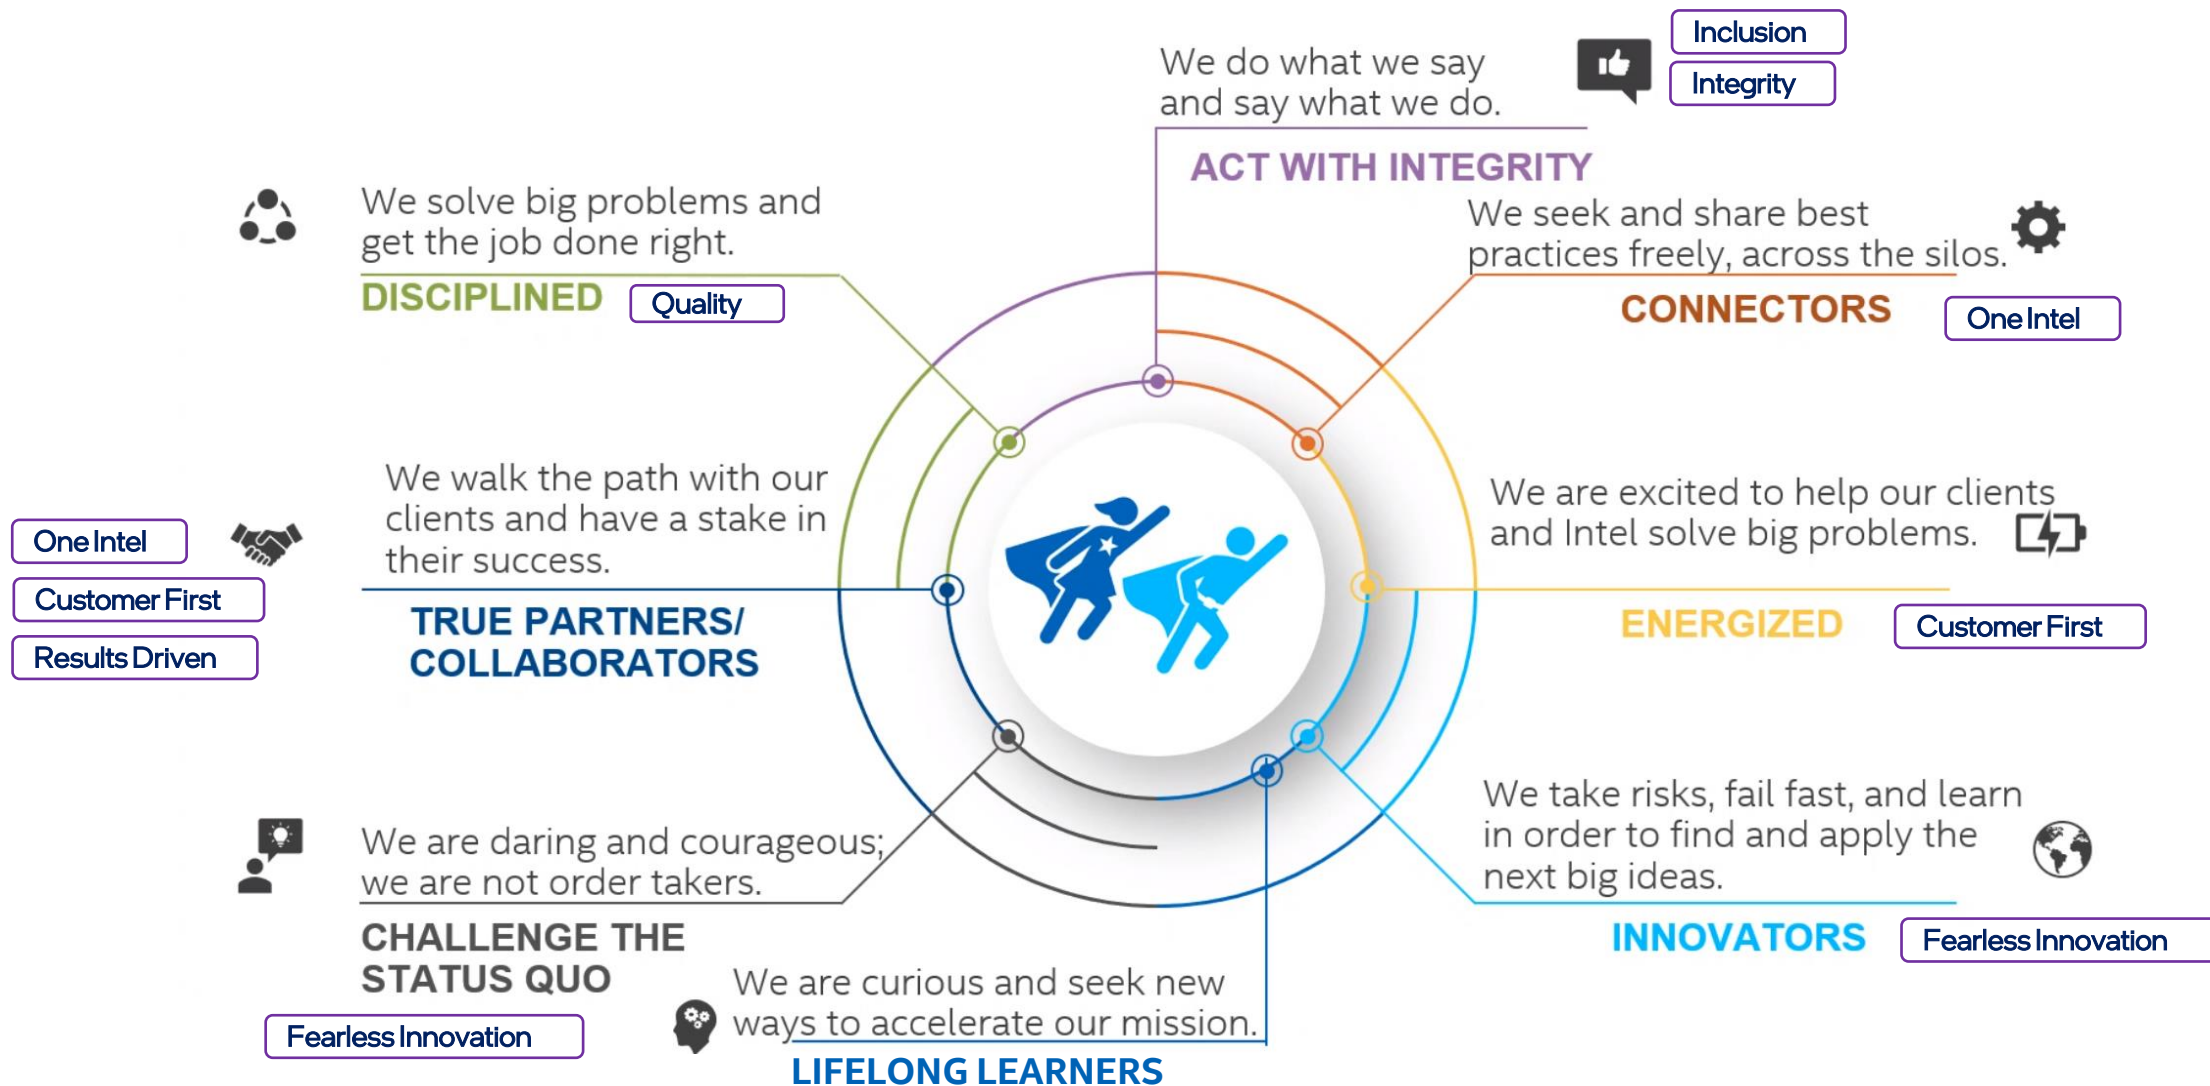 We do what we say
and say what we do.
ACT WITH INTEGRITY
Inclusion
Integrity
We seek and share best
practices freely, across the silos.
CONNECTORS
One Intel
We are excited to help our clients
and Intel solve big problems.
ENERGIZED
Customer First
We take risks, fail fast, and learn
in order to find and apply the
next big ideas.
INNOVATORS
Fearless Innovation
We are curious and seek new
ways to accelerate our mission.
LIFELONG LEARNERS
We are daring and courageous;
we are not order takers.
CHALLENGE THE
STATUS QUO
Fearless Innovation
We walk the path with our
clients and have a stake in
their success.
TRUE PARTNERS/
COLLABORATORS
One Intel
Customer First
Results Driven
We solve big problems and
get the job done right.
DISCIPLINED
Quality